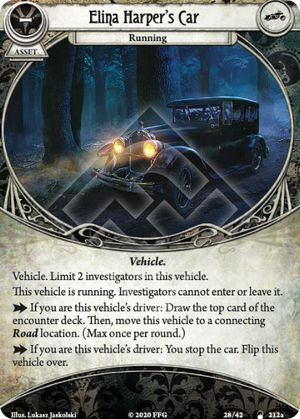 Elina Harper's Car
Running
ASSET
Vehicle.
Vehicle. Limit 2 investigators in this vehicle.
This vehicle is running. Investigators cannot enter or leave it.
If you are this vehicle's driver: Draw the top card of the
encounter deck. Then, move this vehicle to a connecting
Road location. (Max once per round.)
If you are this vehicle's driver: You stop the car. Flip this
vehicle over.
Illus. Lukasz Jaskolski
© 2020 FFG
28/42
212a